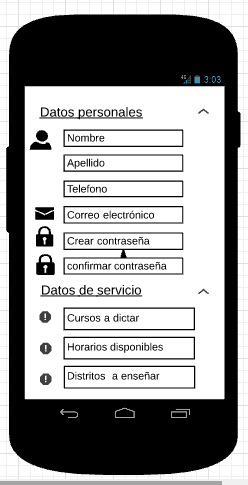 4G 3:03
Datos personales
Nombre
Apellido
Telefono
Correo electrónico
Crear contraseña
confirmar contraseña
Datos de servicio
Cursos a dictar
Horarios disponibles
Distritos a enseñar